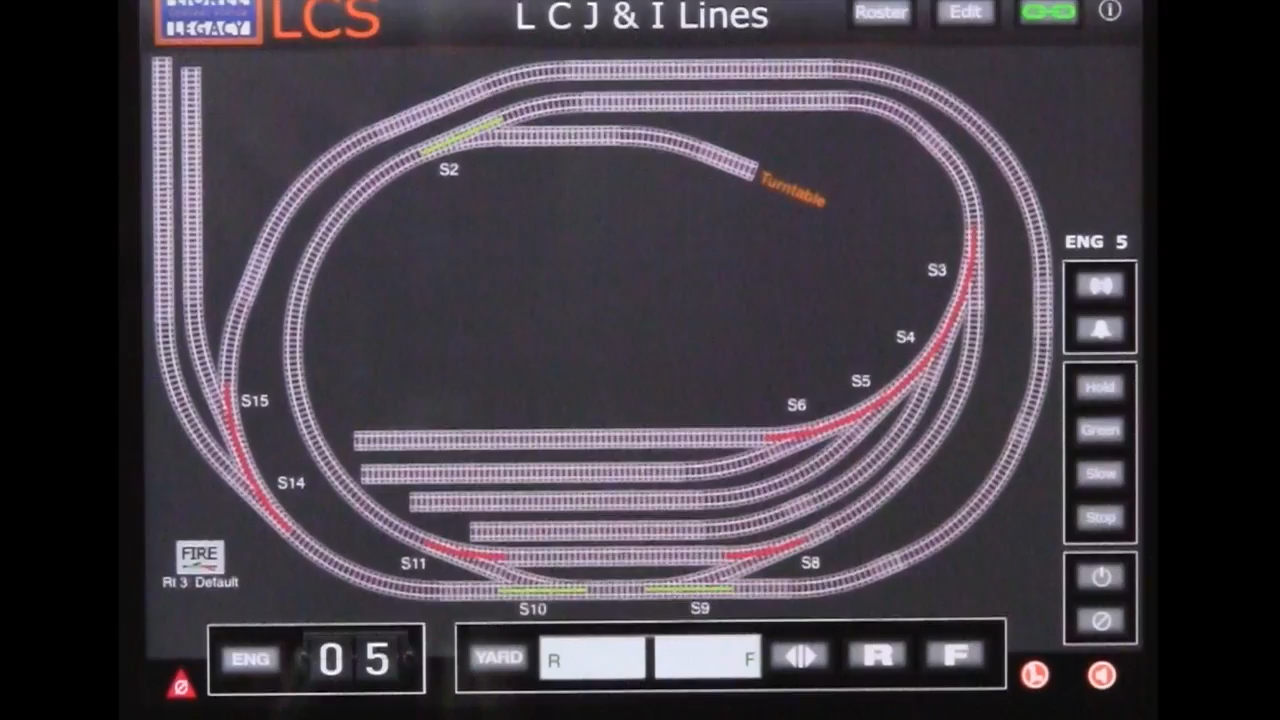 LEGACY
LCS
L C J & I Lines
Roster
Edit
S2
Turntable
ENG 5
S3
S4
S5
S6
Hold
Green
Slow
Stop
S15
S14
S11
S8
S10
S9
FIRE
Rt 3 Default
ENG
0 5
YARD
R
F
R
F